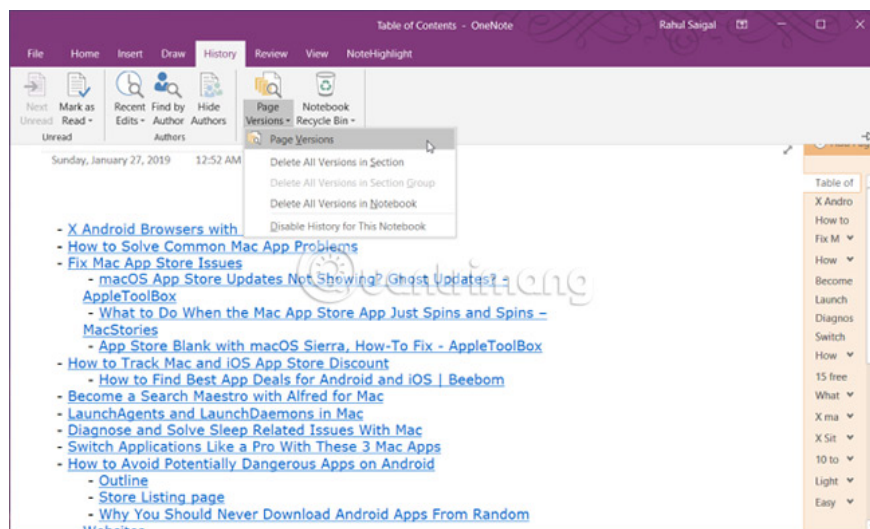 Table of Contents - OneNote
Rahul Saigal
File Home Insert Draw History Review View NoteHighlight
Next Unread
Mark as Read
Recent Edits
Find by Author
Hide Authors
Page Versions
Notebook Recycle Bin
Unread
Authors
Page Versions
Delete All Versions in Section
Delete All Versions in Section Group
Delete All Versions in Notebook
Disable History for This Notebook
Sunday, January 27, 2019 12:52 AM
- X Android Browsers with
- How to Solve Common Mac App Problems
- Fix Mac App Store Issues
- macOS App Store Updates Not Showing? Ghost Updates? -
AppleToolBox
- What to Do When the Mac App Store App Just Spins and Spins –
MacStories
- App Store Blank with macOS Sierra, How-To Fix - AppleToolBox
- How to Track Mac and iOS App Store Discount
- How to Find Best App Deals for Android and iOS | Beebom
- Become a Search Maestro with Alfred for Mac
- LaunchAgents and LaunchDaemons in Mac
- Diagnose and Solve Sleep Related Issues With Mac
- Switch Applications Like a Pro With These 3 Mac Apps
- How to Avoid Potentially Dangerous Apps on Android
- Outline
- Store Listing page
- Why You Should Never Download Android Apps From Random
Websites
Table of
X Andro
How to
Fix M
How
Become
Launch
Diagnos
Switch
How
15 free
What
X ma
X Sit
10 to
Light
Easy
quantrimang